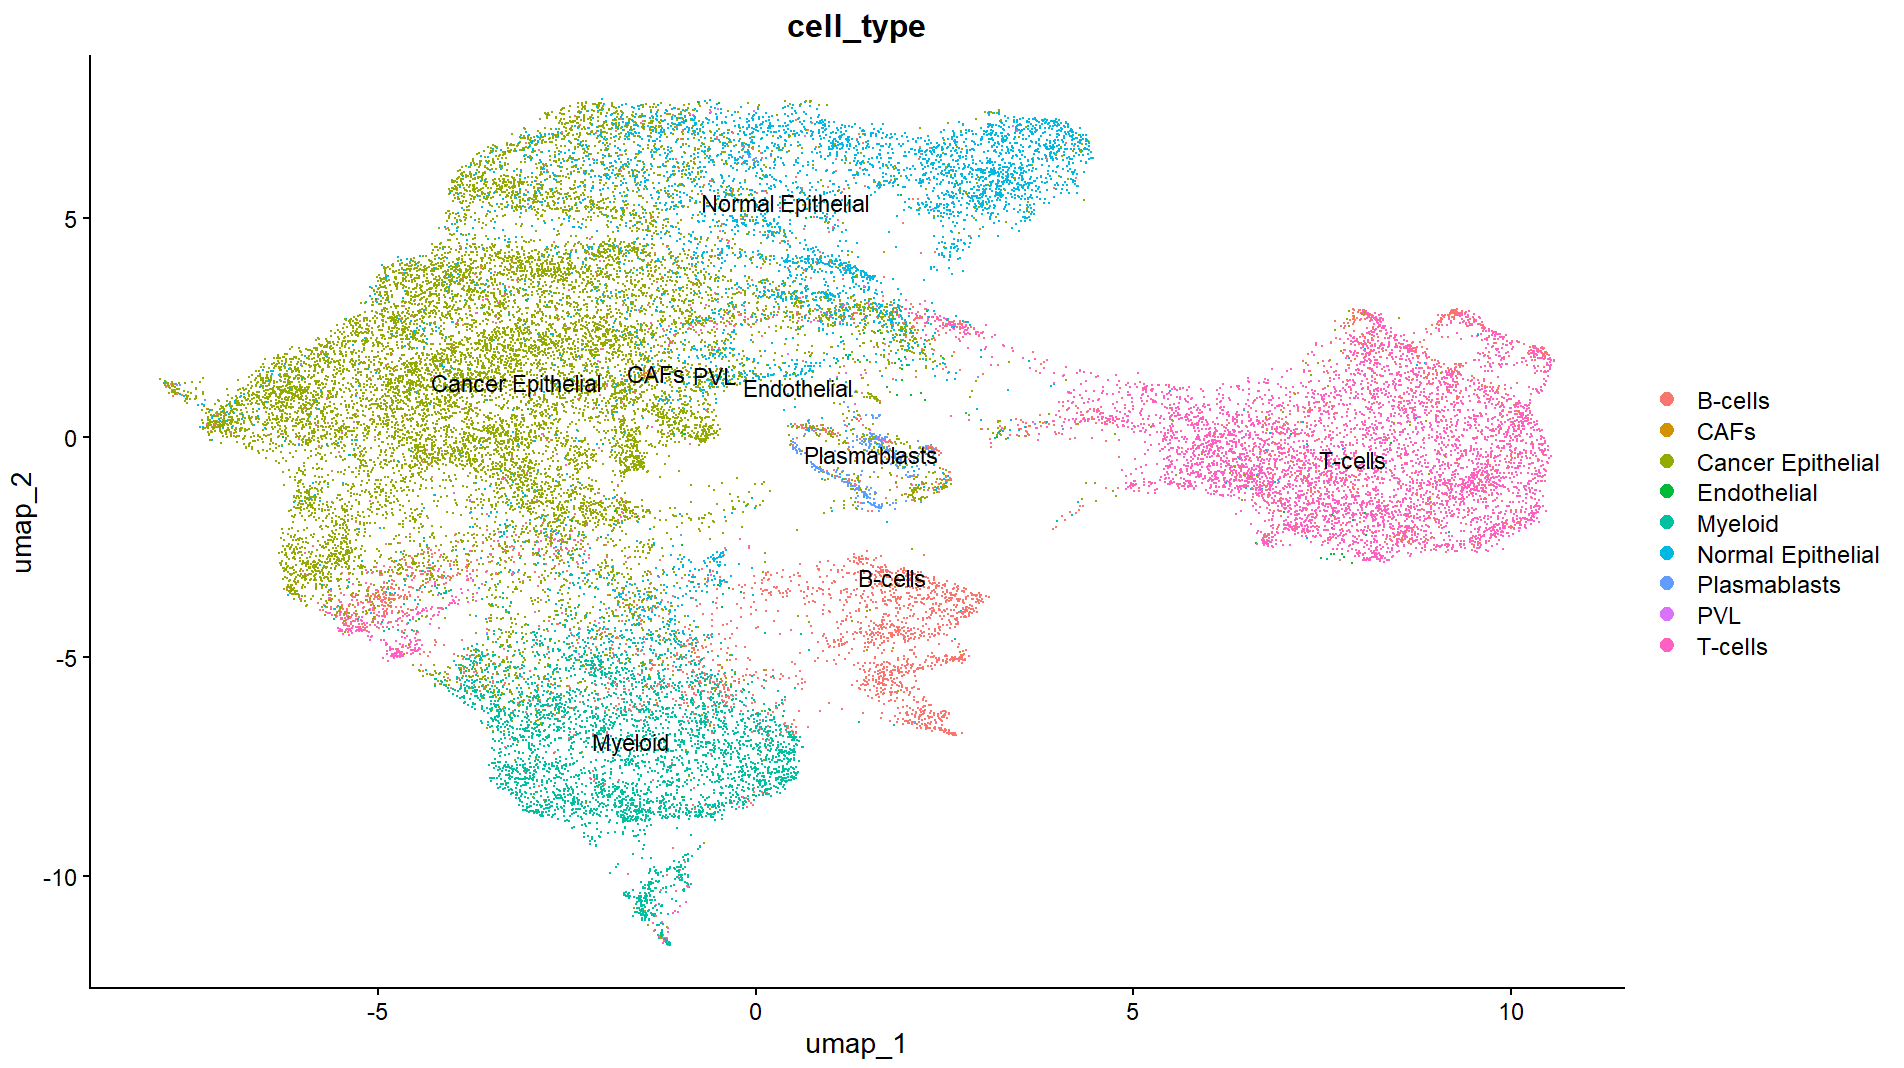 cell_type
Normal Epithelial
Cancer Epithelial
CAFs
PVL
Endothelial
Plasmablasts
T-cells
B-cells
Myeloid
5
0
-5
-10
umap_2
-5
0
5
10
umap_1
B-cells
CAFs
Cancer Epithelial
Endothelial
Myeloid
Normal Epithelial
Plasmablasts
PVL
T-cells